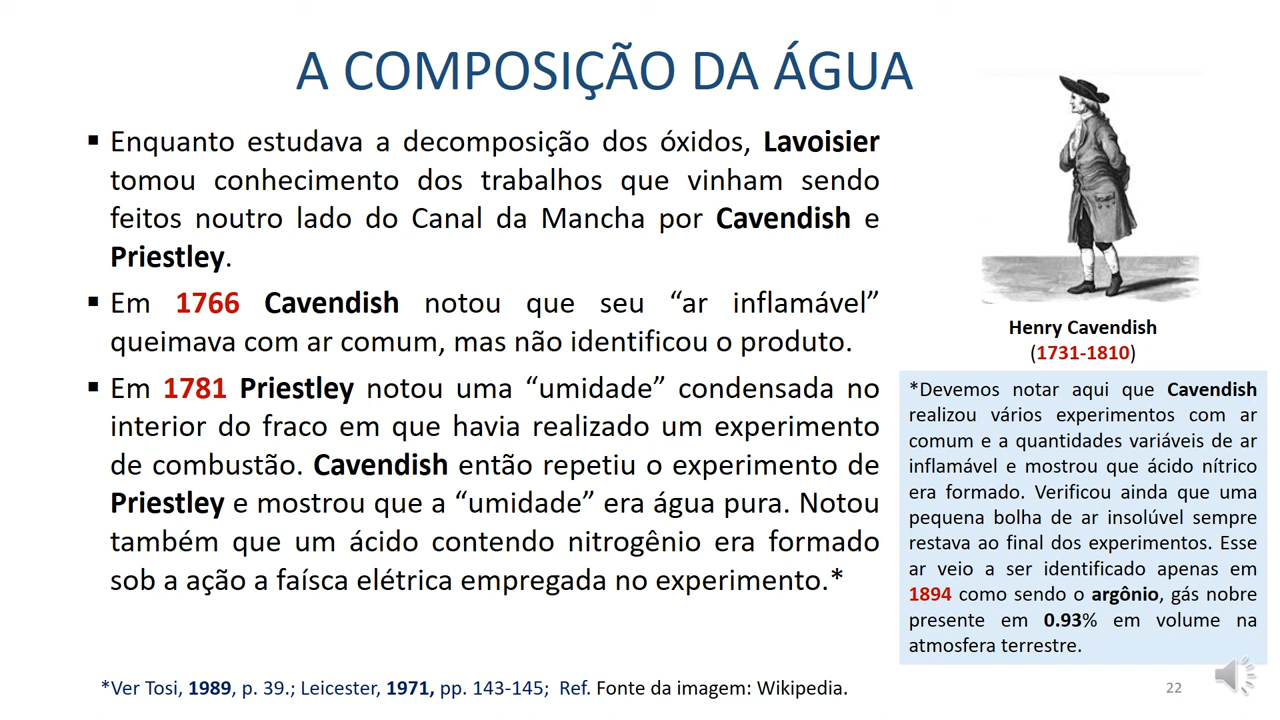 A COMPOSIÇÃO DA ÁGUA
▪ Enquanto estudava a decomposição dos óxidos, Lavoisier
tomou conhecimento dos trabalhos que vinham sendo
feitos noutro lado do Canal da Mancha por Cavendish e
Priestley.
▪ Em 1766 Cavendish notou que seu “ar inflamável”
queimava com ar comum, mas não identificou o produto.
▪ Em 1781 Priestley notou uma “umidade” condensada no
interior do fraco em que havia realizado um experimento
de combustão. Cavendish então repetiu o experimento de
Priestley e mostrou que a “umidade” era água pura. Notou
também que um ácido contendo nitrogênio era formado
sob a ação a faísca elétrica empregada no experimento.*
Henry Cavendish
(1731-1810)
*Devemos notar aqui que Cavendish
realizou vários experimentos com ar
comum e a quantidades variáveis de ar
inflamável e mostrou que ácido nítrico
era formado. Verificou ainda que uma
pequena bolha de ar insolúvel sempre
restava ao final dos experimentos. Esse
ar veio a ser identificado apenas em
1894 como sendo o argônio, gás nobre
presente em 0.93% em volume na
atmosfera terrestre.
*Ver Tosi, 1989, p. 39.; Leicester, 1971, pp. 143-145; Ref. Fonte da imagem: Wikipedia.
22